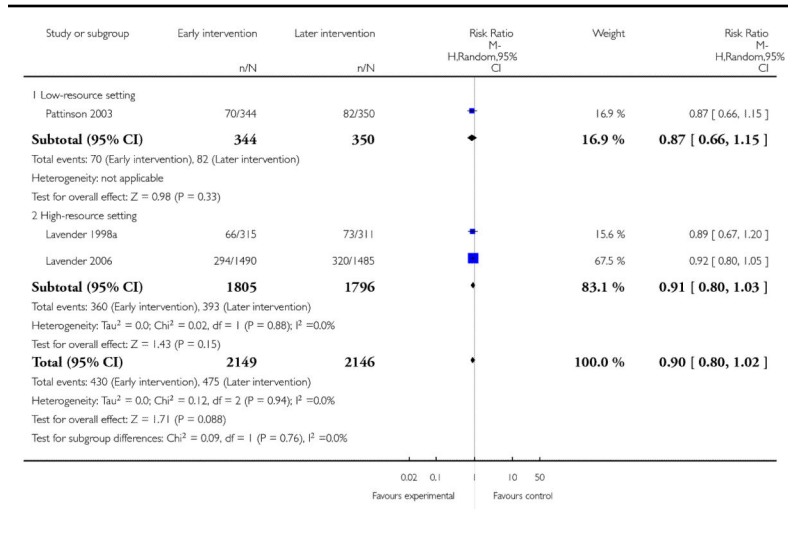 Study or subgroup Early intervention Later intervention Risk Ratio Weight Risk Ratio
M- M-
H,Random,95% H,Random,95%
n/N n/N CI CI
1 Low-resource setting
Pattinson 2003 70/344 82/350 16.9 % 0.87 [ 0.66, 1.15 ]
Subtotal (95% CI) 344 350 16.9 % 0.87 [ 0.66, 1.15 ]
Total events: 70 (Early intervention), 82 (Later intervention)
Heterogeneity: not applicable
Test for overall effect: Z = 0.98 (P = 0.33)
2 High-resource setting
Lavender 1998a 66/315 73/311 15.6 % 0.89 [ 0.67, 1.20 ]
Lavender 2006 294/1490 320/1485 67.5 % 0.92 [ 0.80, 1.05 ]
Subtotal (95% CI) 1805 1796 83.1 % 0.91 [ 0.80, 1.03 ]
Total events: 360 (Early intervention), 393 (Later intervention)
Heterogeneity: Tau² = 0.0; Chi² = 0.02, df = 1 (P = 0.88); I² =0.0%
Test for overall effect: Z = 1.43 (P = 0.15)
Total (95% CI) 2149 2146 100.0 % 0.90 [ 0.80, 1.02 ]
Total events: 430 (Early intervention), 475 (Later intervention)
Heterogeneity: Tau² = 0.0; Chi² = 0.12, df = 2 (P = 0.94); I² =0.0%
Test for overall effect: Z = 1.71 (P = 0.088)
Test for subgroup differences: Chi² = 0.09, df = 1 (P = 0.76), I² =0.0%
0.02 0.1 1 10 50
Favours experimental Favours control